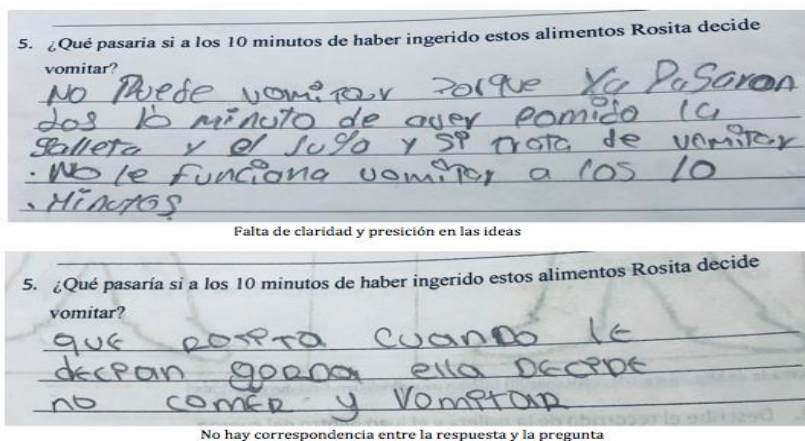 5. ¿Qué pasaría si a los 10 minutos de haber ingerido estos alimentos Rosita decide
vomitar?
No Puede vomitar Porque Ya PaSaron
los 10 minuto de aver comido la
galleta y el Jugo y si trata de vomitar
. No le funciona vomitar a los 10
. Minutos
Falta de claridad y presición en las ideas
5. ¿Qué pasaría si a los 10 minutos de haber ingerido estos alimentos Rosita decide
vomitar?
que rosita cuando le
decian gorda ella DECiDE
no comer y Vomitar
No hay correspondencia entre la respuesta y la pregunta